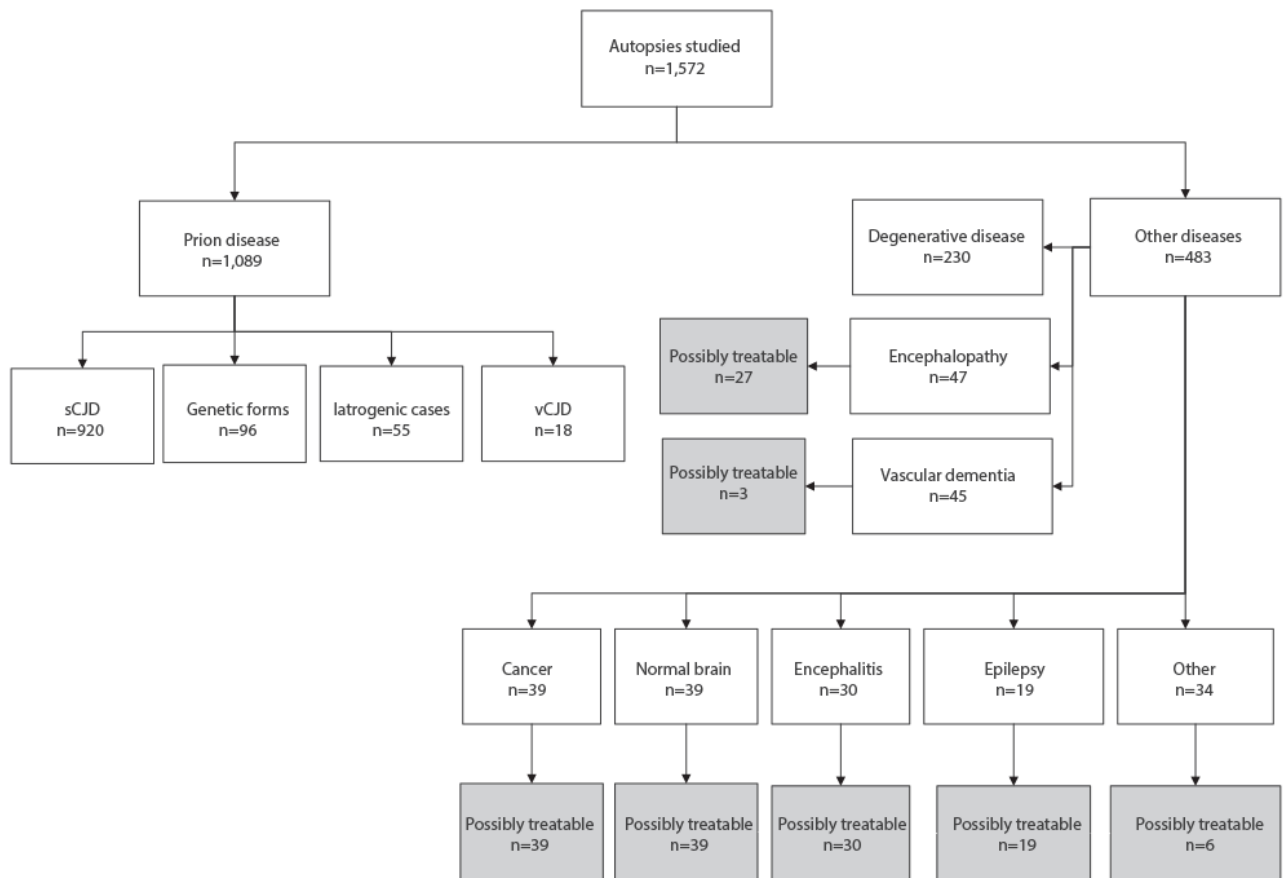 Autopsies studied
n=1,572
Prion disease
n=1,089
Degenerative disease
n=230
Other diseases
n=483
Possibly treatable
n=27
Encephalopathy
n=47
sCJD
n=920
Genetic forms
n=96
Iatrogenic cases
n=55
vCJD
n=18
Possibly treatable
n=3
Vascular dementia
n=45
Cancer
n=39
Normal brain
n=39
Encephalitis
n=30
Epilepsy
n=19
Other
n=34
Possibly treatable
n=39
Possibly treatable
n=39
Possibly treatable
n=30
Possibly treatable
n=19
Possibly treatable
n=6